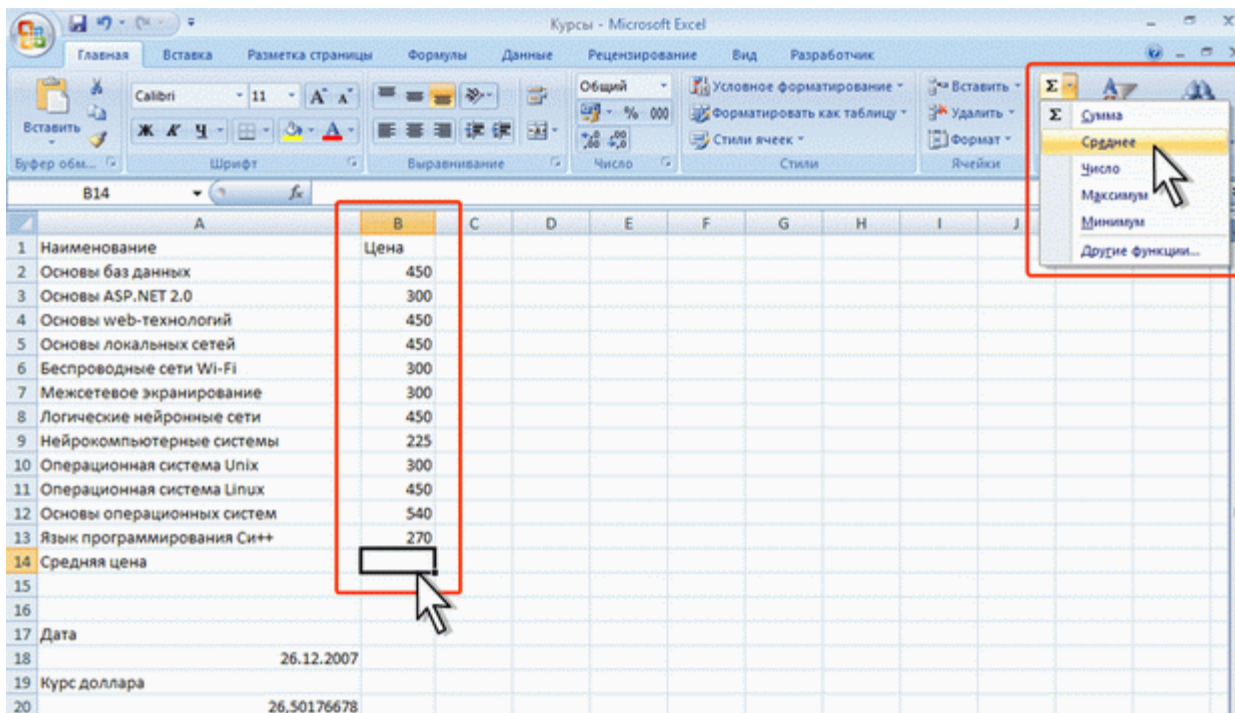 Курсы - Microsoft Excel
Главная Вставка Разметка страницы Формулы Данные Рецензирование Вид Разработчик
Вставить
Calibri 11 A A
Ж К Ч А
Общий
% 000
Условное форматирование
Форматировать как таблицу
Стили ячеек
Вставить
Удалить
Формат
Буфер обм... Шрифт Выравнивание Число Стили Ячейки
Σ
Σ Сумма
Среднее
Число
Максимум
Минимум
Другие функции...
B14 fx
A B C D E F G H I J
1 Наименование Цена
2 Основы баз данных 450
3 Основы ASP.NET 2.0 300
4 Основы web-технологий 450
5 Основы локальных сетей 450
6 Беспроводные сети Wi-Fi 300
7 Межсетевое экранирование 300
8 Логические нейронные сети 450
9 Нейрокомпьютерные системы 225
10 Операционная система Unix 300
11 Операционная система Linux 450
12 Основы операционных систем 540
13 Язык программирования Си++ 270
14 Средняя цена
15
16
17 Дата
18 26.12.2007
19 Курс доллара
20 26,50176678